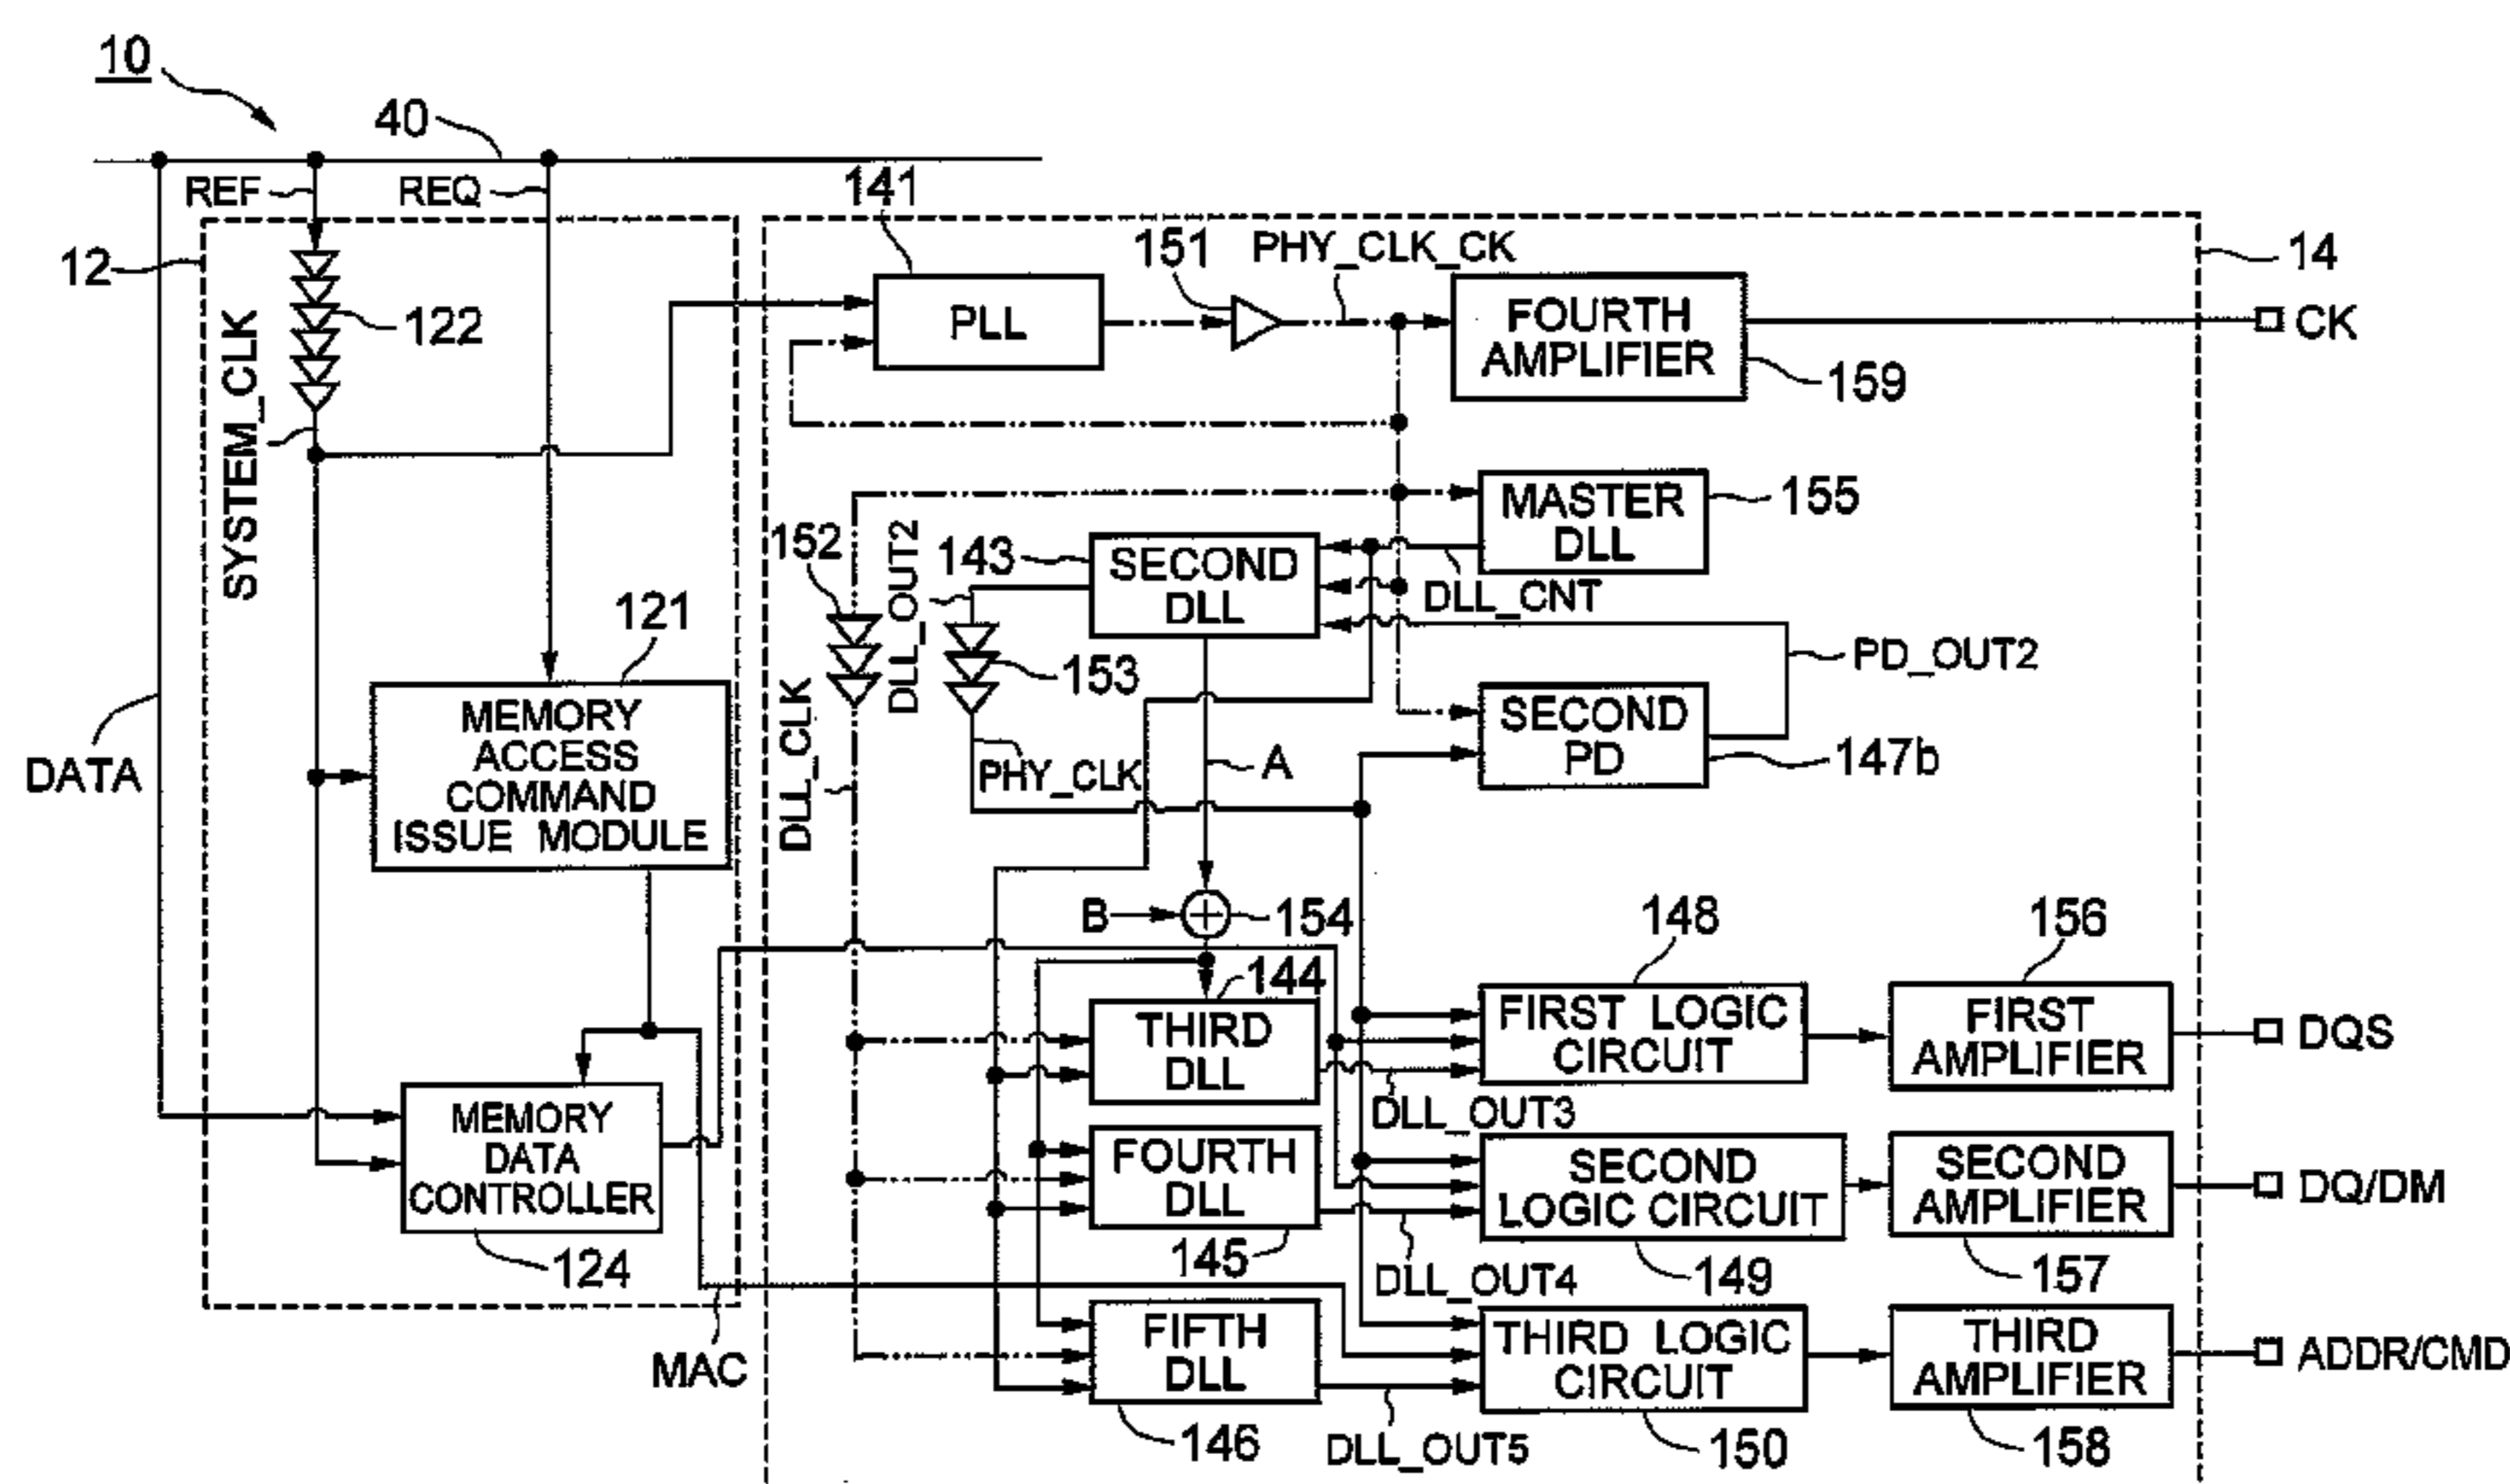 10
40
REF
REQ
141
12
122
SYSTEM_CLK
PLL
151
PHY_CLK_CK
FOURTH
AMPLIFIER
159
14
CK
MASTER
DLL
155
152
DLL_OUT2
143
SECOND
DLL
DLL_CNT
121
153
PD_OUT2
MEMORY
ACCESS
COMMAND
ISSUE MODULE
DATA
DLL_CLK
PHY_CLK
A
SECOND
PD
147b
B
154
148
156
144
THIRD
DLL
FIRST LOGIC
CIRCUIT
FIRST
AMPLIFIER
DQS
DLL_OUT3
MEMORY
DATA
CONTROLLER
124
FOURTH
DLL
145
SECOND
LOGIC CIRCUIT
149
SECOND
AMPLIFIER
157
DQ/DM
DLL_OUT4
MAC
FIFTH
DLL
146
DLL_OUT5
THIRD LOGIC
CIRCUIT
150
THIRD
AMPLIFIER
158
ADDR/CMD